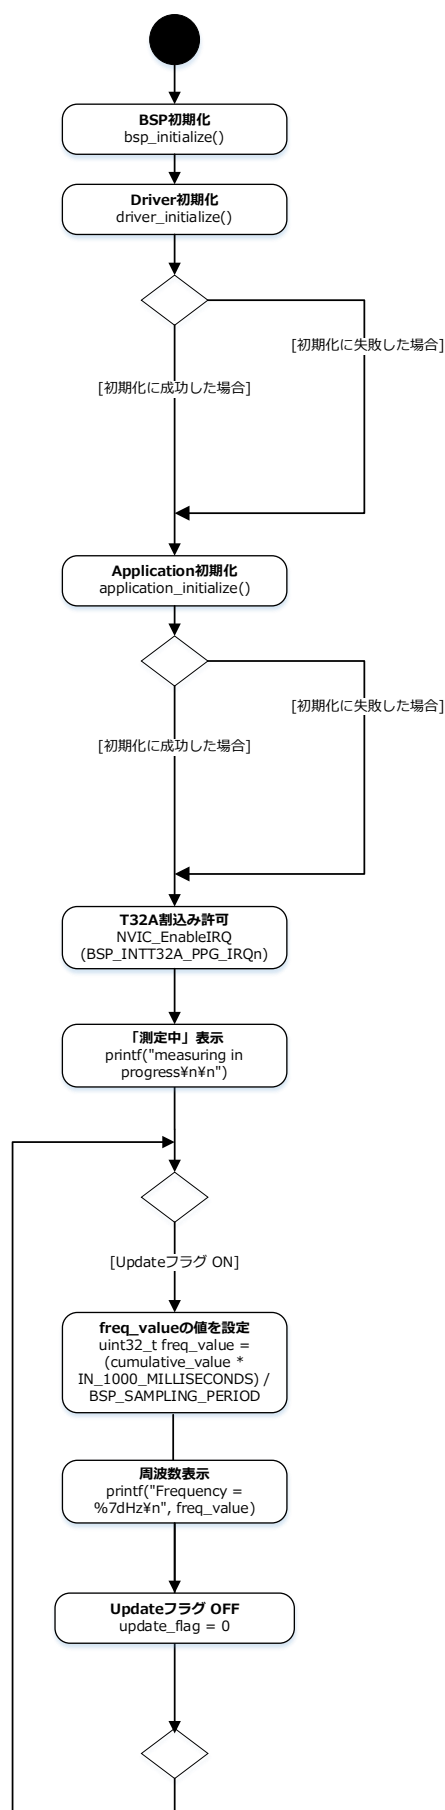 BSP初期化
bsp_initialize()
Driver初期化
driver_initialize()
[初期化に失敗した場合]
[初期化に成功した場合]
Application初期化
application_initialize()
[初期化に失敗した場合]
[初期化に成功した場合]
T32A割込み許可
NVIC_EnableIRQ
(BSP_INTT32A_PPG_IRQn)
「測定中」表示
printf("measuring in
progress¥n¥n")
[Updateフラグ ON]
freq_valueの値を設定
uint32_t freq_value =
(cumulative_value *
IN_1000_MILLISECONDS) /
BSP_SAMPLING_PERIOD
周波数表示
printf("Frequency =
%7dHz¥n", freq_value)
Updateフラグ OFF
update_flag = 0